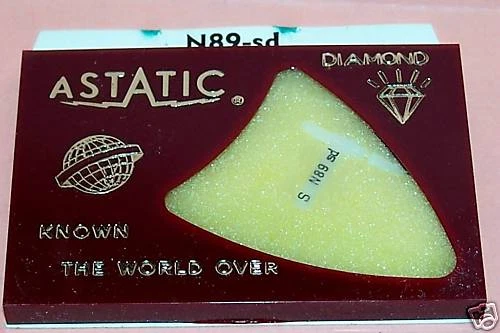 N89-sd
ASTATIC ®
DIAMOND
S N89 sd
KNOWN
THE WORLD OVER